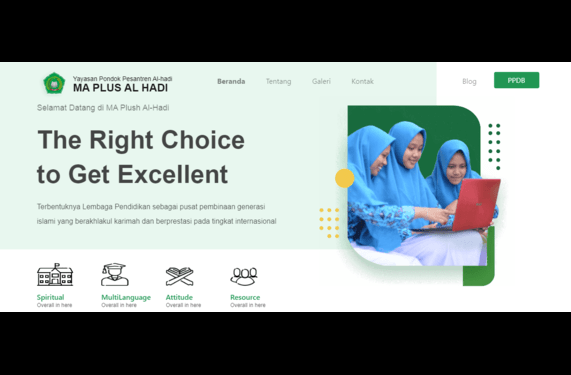 Yayasan Pondok Pesantren Al-hadi
MA PLUS AL HADI
Beranda
Tentang
Galeri
Kontak
Blog
PPDB
Selamat Datang di MA Plush Al-Hadi
The Right Choice
to Get Excellent
Terbentuknya Lembaga Pendidikan sebagai pusat pembinaan generasi
islami yang berakhlakul karimah dan berprestasi pada tingkat internasional
Spiritual
Overall in here
MultiLanguage
Overall in here
Attitude
Overall in here
Resource
Overall in here